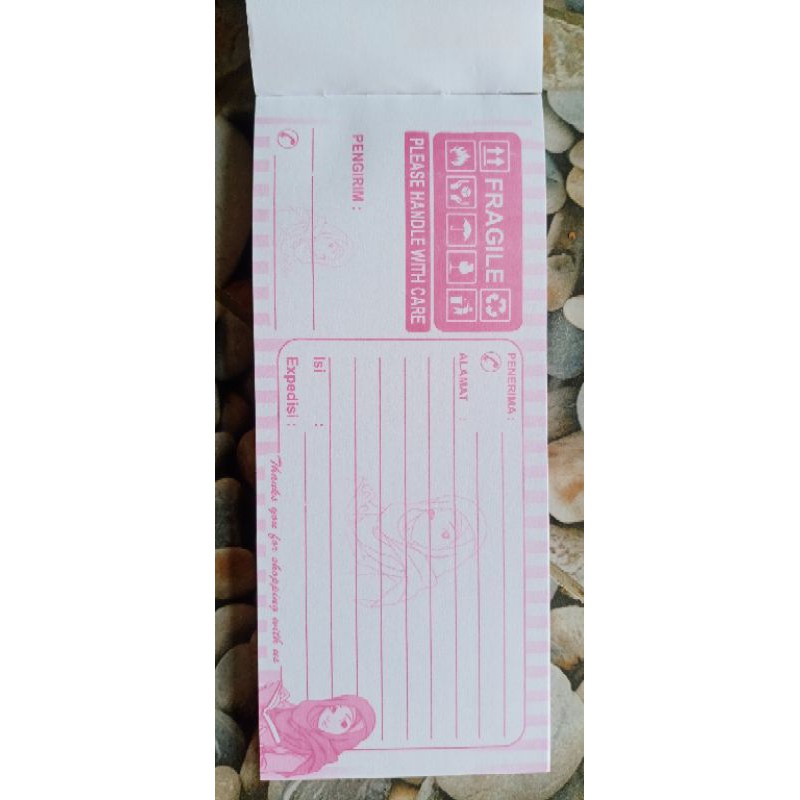 FRAGILE
PLEASE HANDLE WITH CARE
PENGIRIM :
PENERIMA :
ALAMAT :
Isi :
Expedisi :
Thanks you for shopping with us